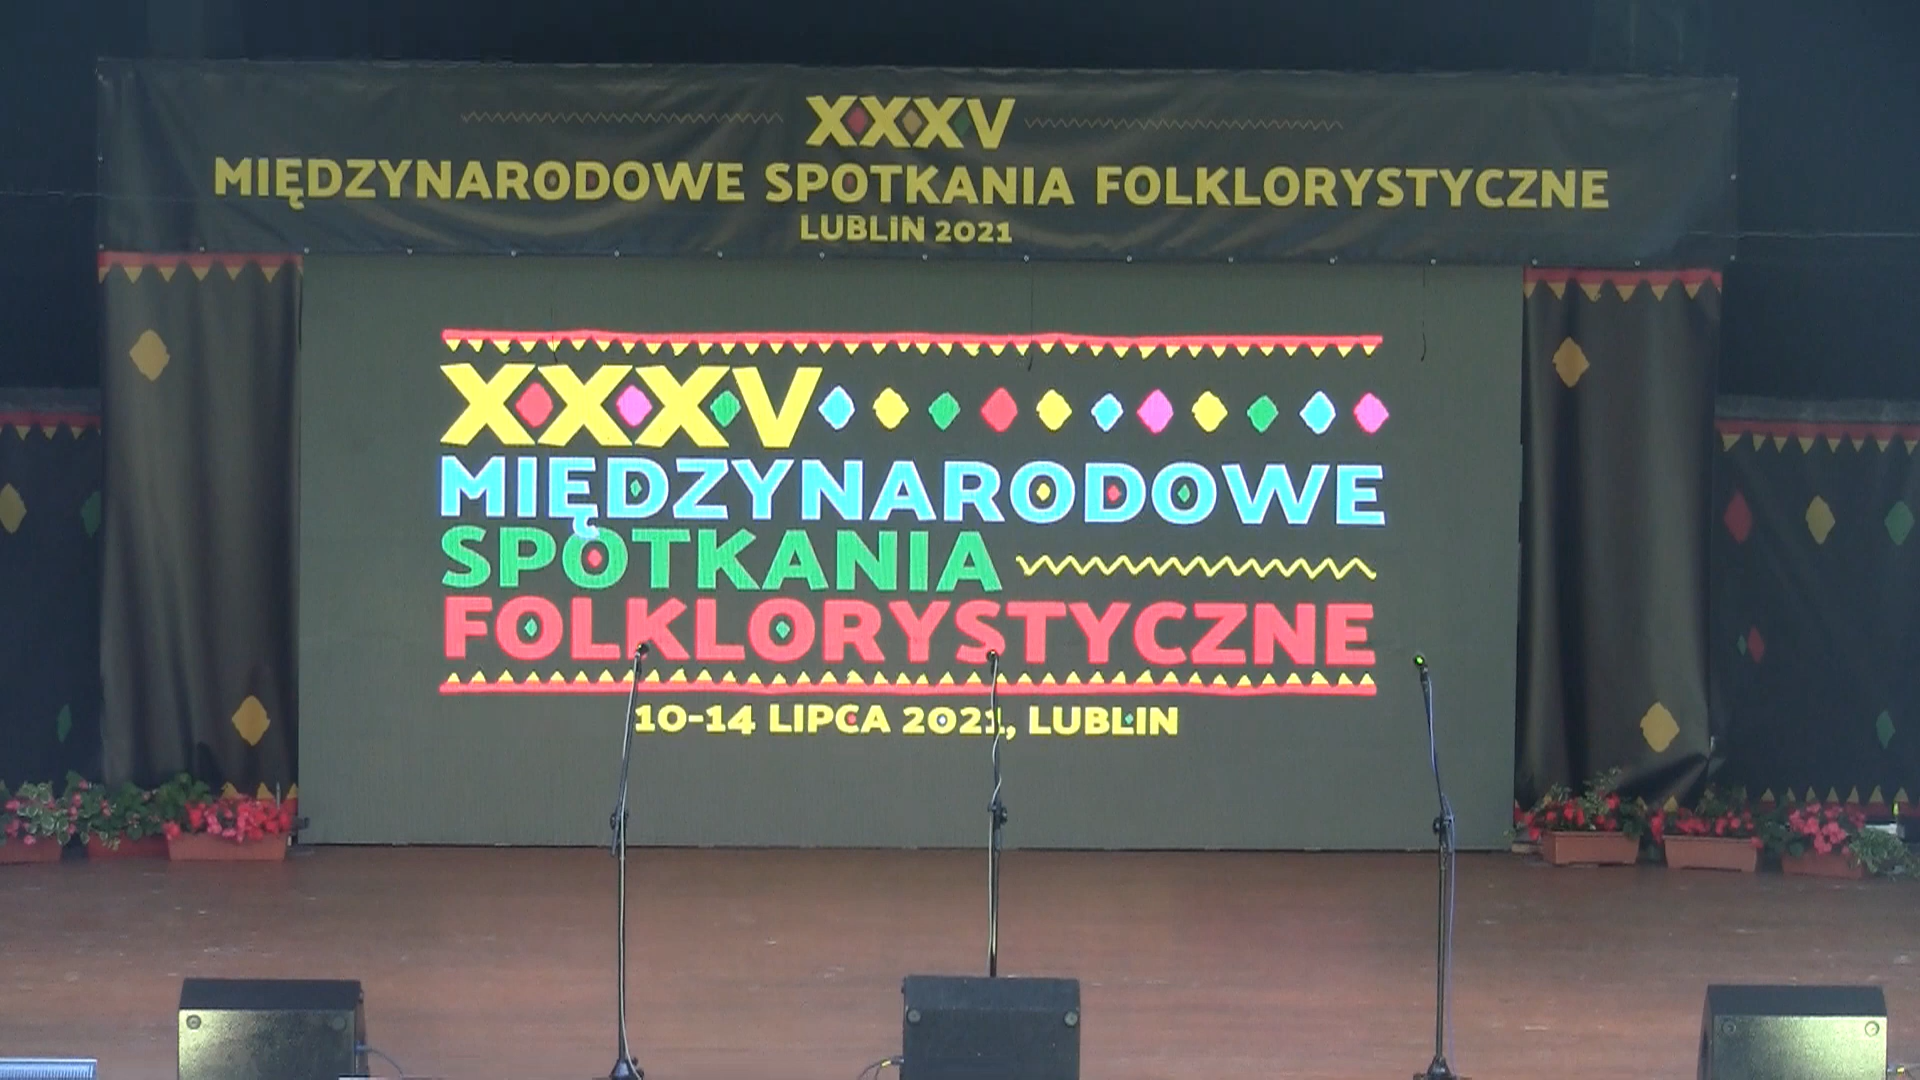 XXXV
MIĘDZYNARODOWE SPOTKANIA FOLKLORYSTYCZNE
LUBLIN 2021
XXXV
MIĘDZYNARODOWE
SPOTKANIA
FOLKLORYSTYCZNE
10-14 LIPCA 2021, LUBLIN